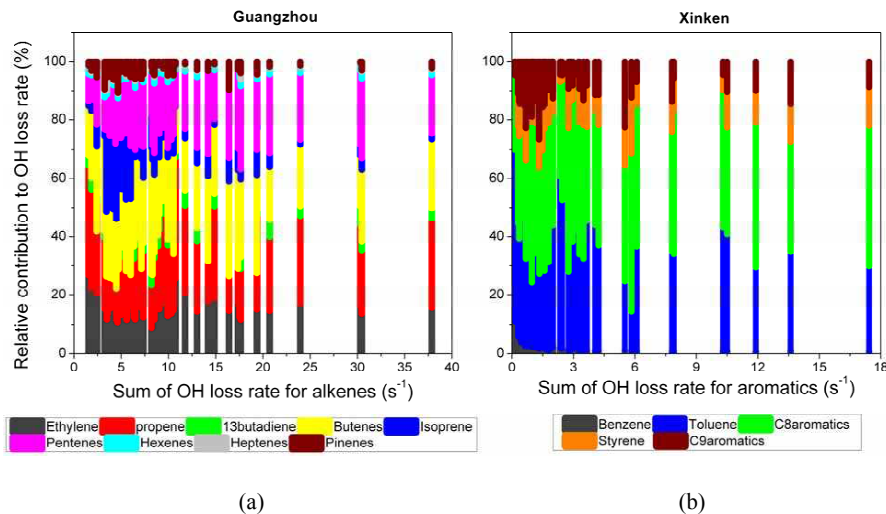 Guangzhou
Xinken
Relative contribution to OH loss rate (%)
100
80
60
40
20
0
0 5 10 15 20 25 30 35 40
Sum of OH loss rate for alkenes (s⁻¹)
100
80
60
40
20
0
0.0 3 6 9 12 15 18
Sum of OH loss rate for aromatics (s⁻¹)
Ethylene propene 13butadiene Butenes Isoprene
Pentenes Hexenes Heptenes Pinenes
Benzene Toluene C8aromatics
Styrene C9aromatics
(a)
(b)